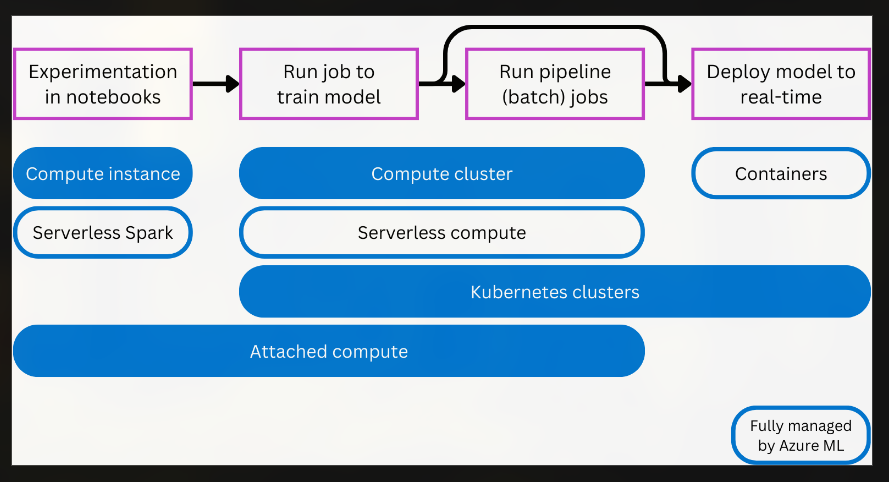 Experimentation
in notebooks
Run job to
train model
Run pipeline
(batch) jobs
Deploy model to
real-time
Compute instance
Compute cluster
Containers
Serverless Spark
Serverless compute
Kubernetes clusters
Attached compute
Fully managed
by Azure ML